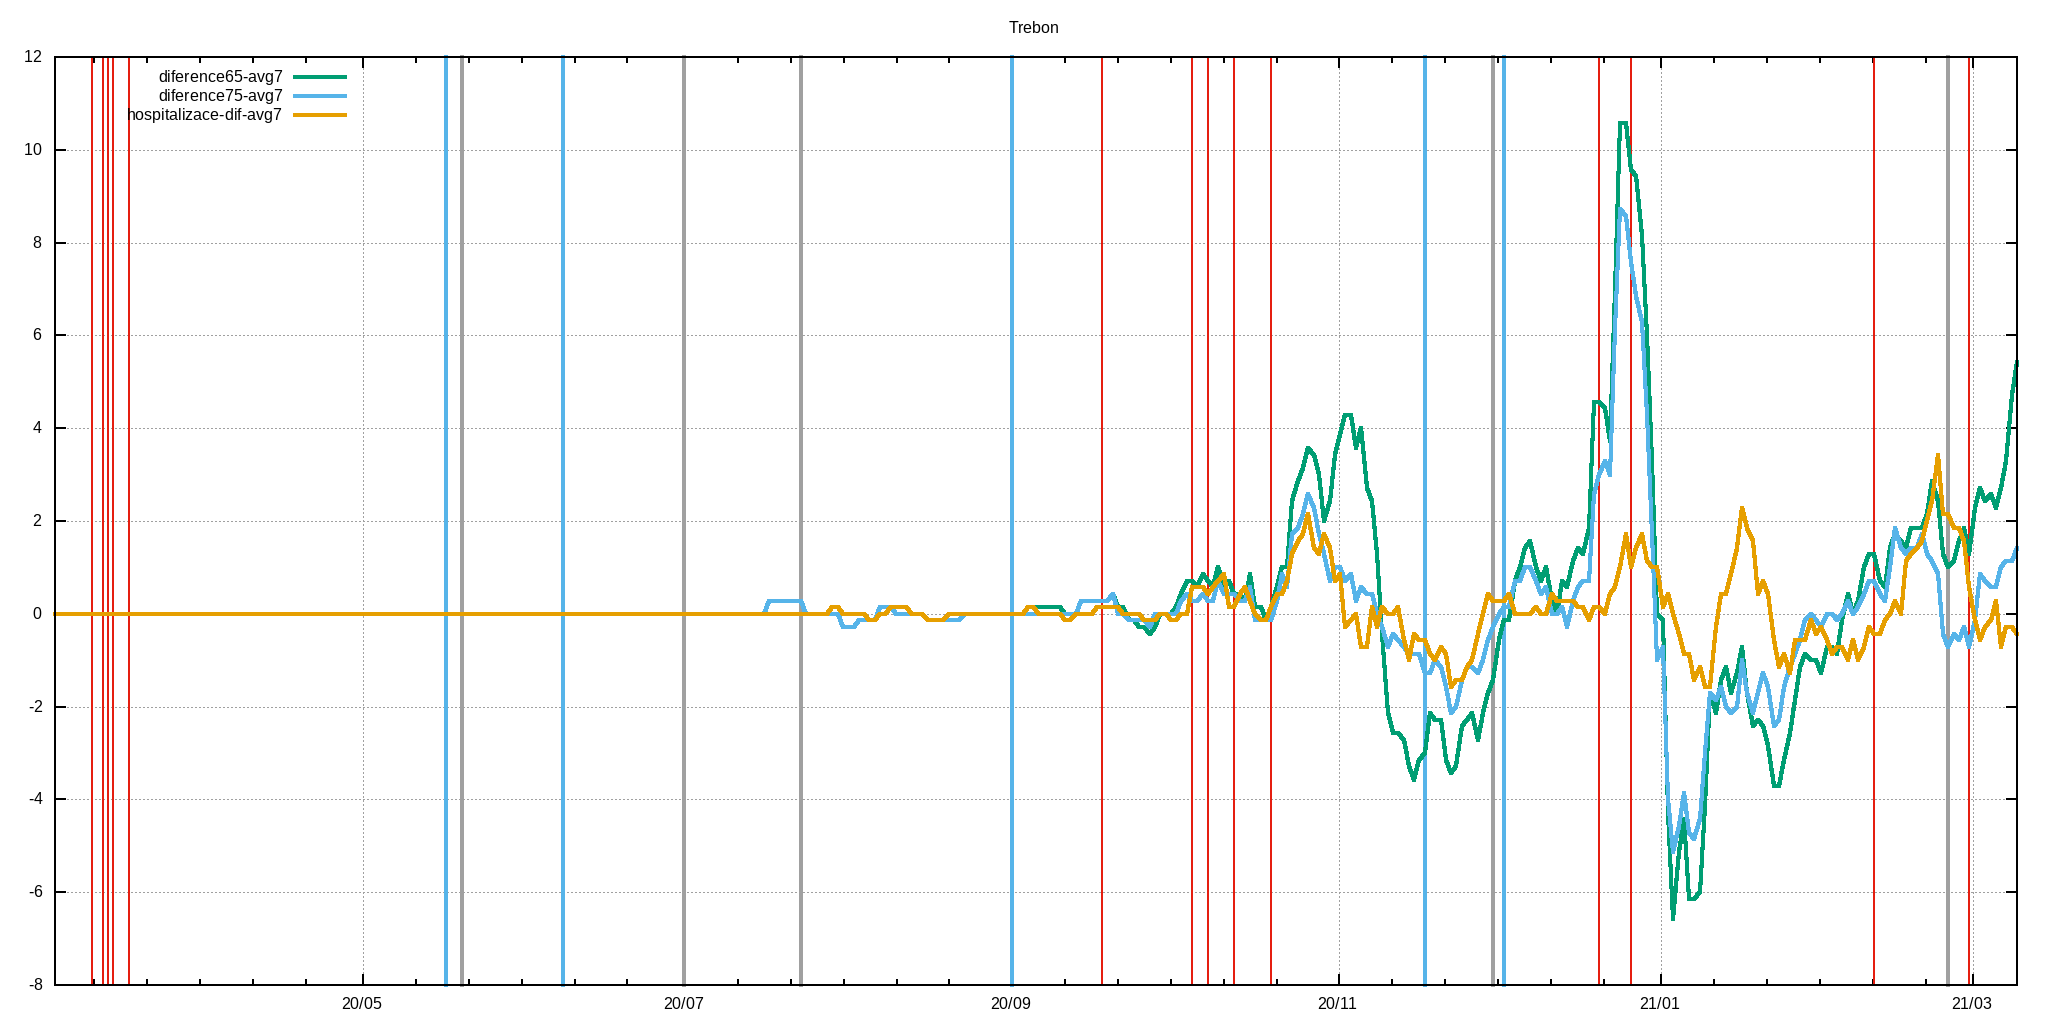 Trebon
12
diference65-avg7
diference75-avg7
hospitalizace-dif-avg7
10
8
6
4
2
0
-2
-4
-6
-8
20/05 20/07 20/09 20/11 21/01 21/03